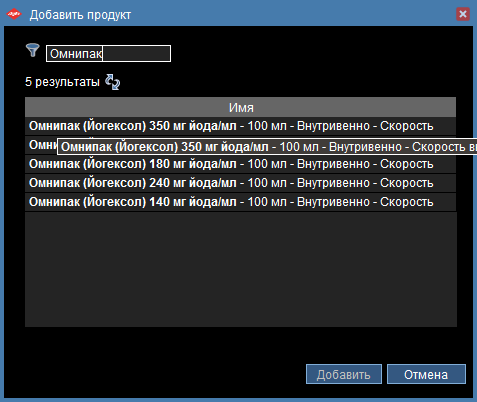 Добавить продукт
Омнипак
5 результаты
Имя
Омнипак (Йогексол) 350 мг йода/мл - 100 мл - Внутривенно - Скорость
Омни
Омнипак (Йогексол) 350 мг йода/мл - 100 мл - Внутривенно - Скорость
Омнипак (Йогексол) 180 мг йода/мл - 100 мл - Внутривенно - Скорость
Омнипак (Йогексол) 240 мг йода/мл - 100 мл - Внутривенно - Скорость
Омнипак (Йогексол) 140 мг йода/мл - 100 мл - Внутривенно - Скорость
Добавить Отмена